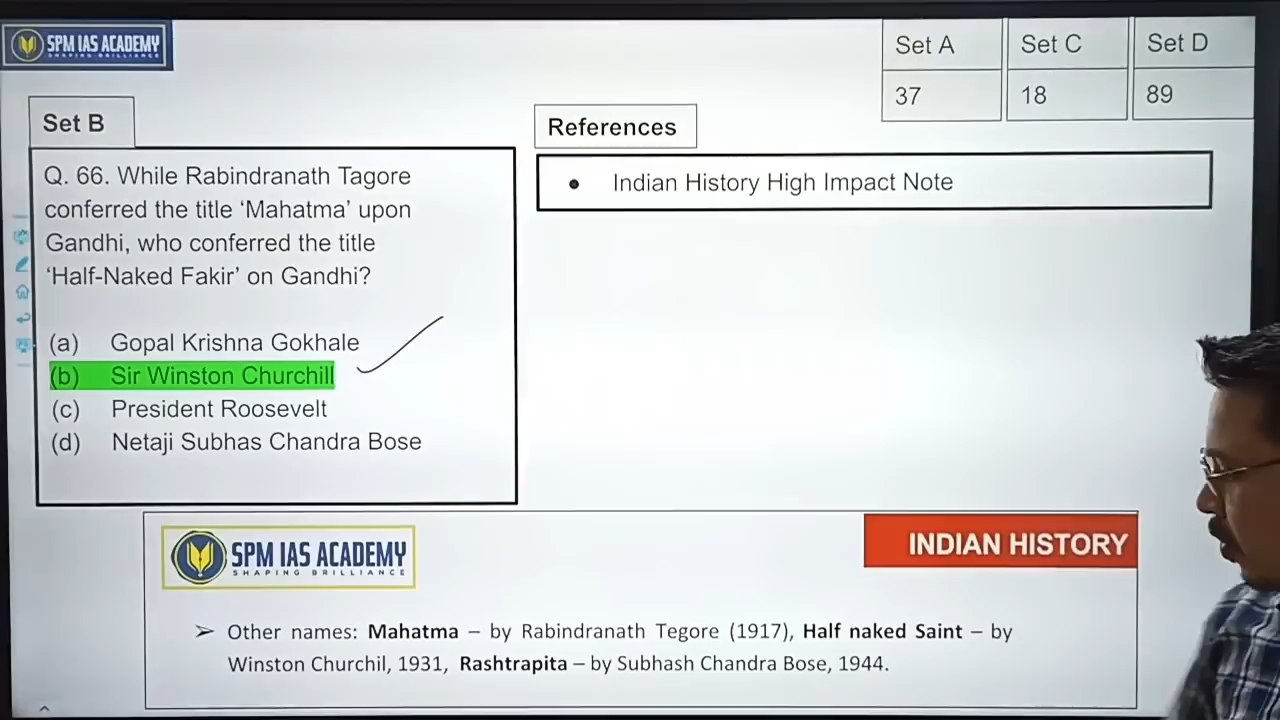 SPM IAS ACADEMY
SHAPING BRILLIANCE
Set A
Set C
Set D
37
18
89
Set B
References
Q. 66. While Rabindranath Tagore
conferred the title ‘Mahatma’ upon
Gandhi, who conferred the title
‘Half-Naked Fakir’ on Gandhi?
(a) Gopal Krishna Gokhale
(b) Sir Winston Churchill
(c) President Roosevelt
(d) Netaji Subhas Chandra Bose
• Indian History High Impact Note
SPM IAS ACADEMY
SHAPING BRILLIANCE
INDIAN HISTORY
➢ Other names: Mahatma – by Rabindranath Tegore (1917), Half naked Saint – by
Winston Churchil, 1931, Rashtrapita – by Subhash Chandra Bose, 1944.